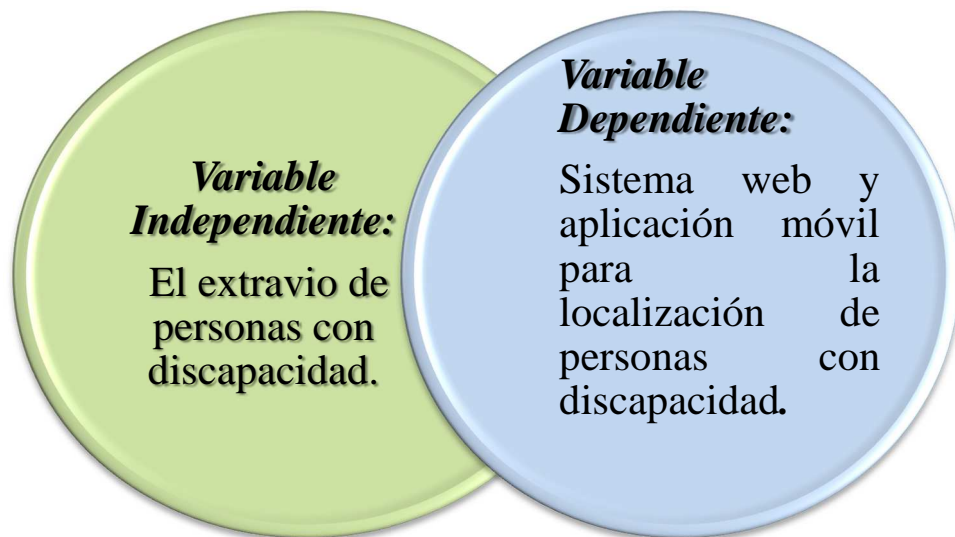 Variable
Independiente:
El extravio de
personas con
discapacidad.
Variable
Dependiente:
Sistema web y
aplicación móvil
para la
localización de
personas con
discapacidad.